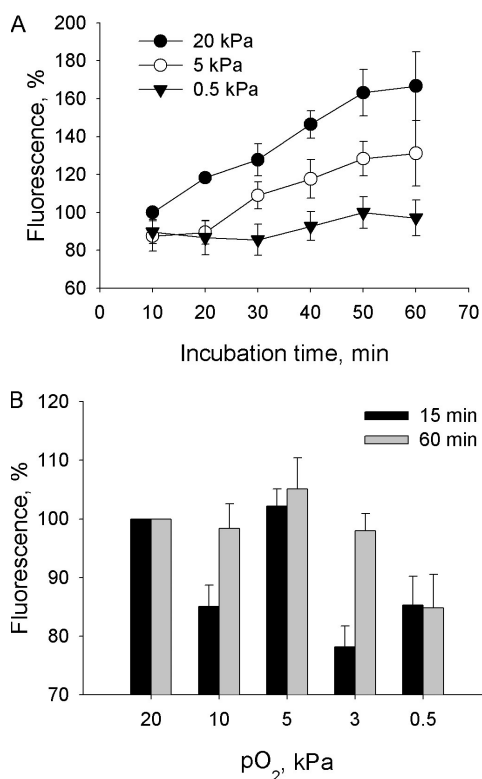 A
20 kPa
5 kPa
0.5 kPa
Fluorescence, %
200
180
160
140
120
100
80
60
0 10 20 30 40 50 60 70
Incubation time, min
B
15 min
60 min
Fluorescence, %
120
110
100
90
80
70
20 10 5 3 0.5
pO₂, kPa